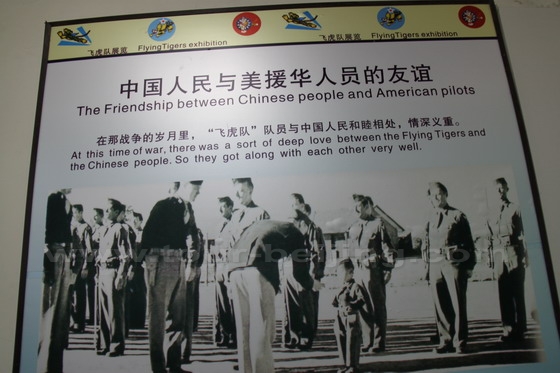 飞虎队展览
FlyingTigers exhibition
飞虎队展览
FlyingTigers exhibition
中国人民与美援华人员的友谊
The Friendship between Chinese people and American pilots
在那战争的岁月里，“飞虎队”队员与中国人民和睦相处，情深义重。
At this time of war, there was a sort of deep love between the Flying Tigers and
the Chinese people. So they got along with each other very well.